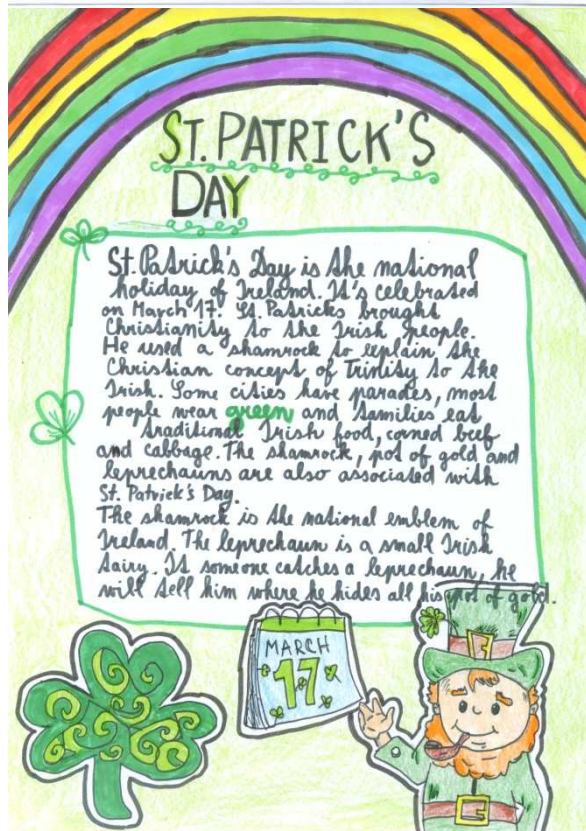 ST. PATRICK'S
DAY
St. Patrick's Day is the national
holiday of Ireland. It's celebrated
on March 17. St. Patricks brought
Christianity to the Irish people.
He used a shamrock to explain the
Christian concept of Trinity to the
Irish. Some cities have parades, most
people wear green and families eat
traditional Irish food, corned beef
and cabbage. The shamrock, pot of gold and
leprechauns are also associated with
St. Patrick's Day.
The shamrock is the national emblem of
Ireland. The leprechaun is a small Irish
fairy. If someone catches a leprechaun, he
will tell him where he hides all his pot of gold.
MARCH
17